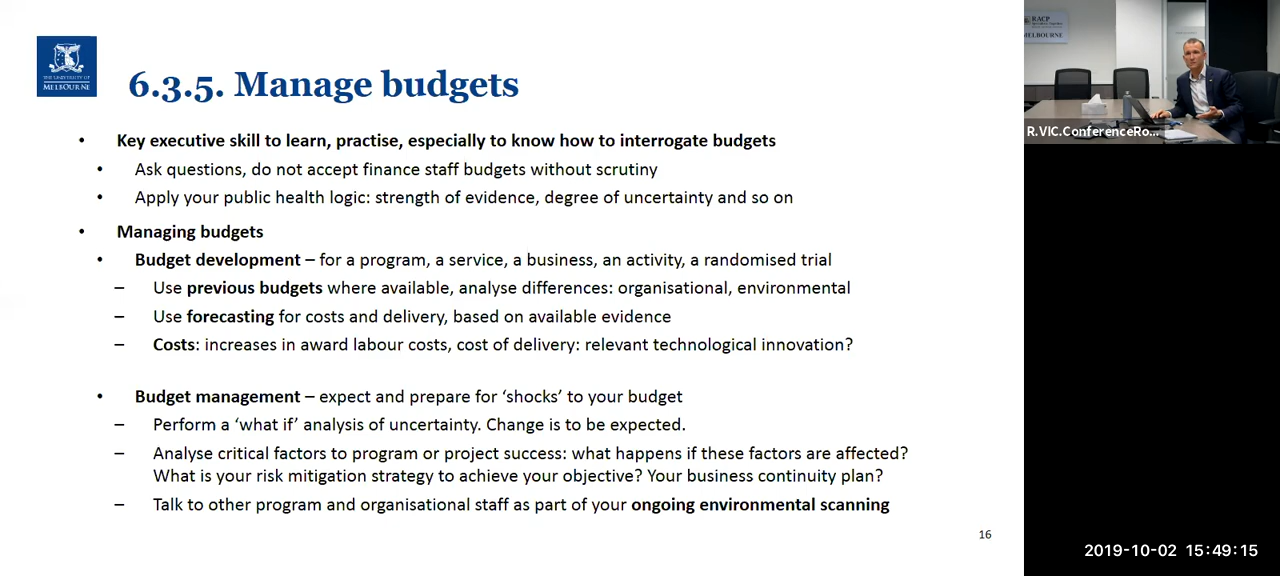 THE UNIVERSITY OF
MELBOURNE
6.3.5. Manage budgets
• Key executive skill to learn, practise, especially to know how to interrogate budgets
• Ask questions, do not accept finance staff budgets without scrutiny
• Apply your public health logic: strength of evidence, degree of uncertainty and so on
• Managing budgets
• Budget development – for a program, a service, a business, an activity, a randomised trial
– Use previous budgets where available, analyse differences: organisational, environmental
– Use forecasting for costs and delivery, based on available evidence
– Costs: increases in award labour costs, cost of delivery: relevant technological innovation?
• Budget management – expect and prepare for ‘shocks’ to your budget
– Perform a ‘what if’ analysis of uncertainty. Change is to be expected.
– Analyse critical factors to program or project success: what happens if these factors are affected?
What is your risk mitigation strategy to achieve your objective? Your business continuity plan?
– Talk to other program and organisational staff as part of your ongoing environmental scanning
16
RACP
MELBOURNE
R.VIC.ConferenceRo...
2019-10-02 15:49:15